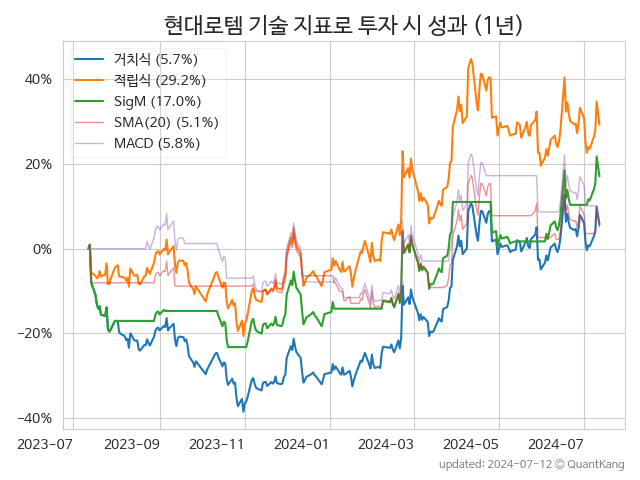 현대로템 기술 지표로 투자 시 성과 (1년)
거치식 (5.7%)
적립식 (29.2%)
SigM (17.0%)
SMA(20) (5.1%)
MACD (5.8%)
40%
20%
0%
−20%
−40%
2023-07 2023-09 2023-11 2024-01 2024-03 2024-05 2024-07
updated: 2024-07-12 © QuantKang